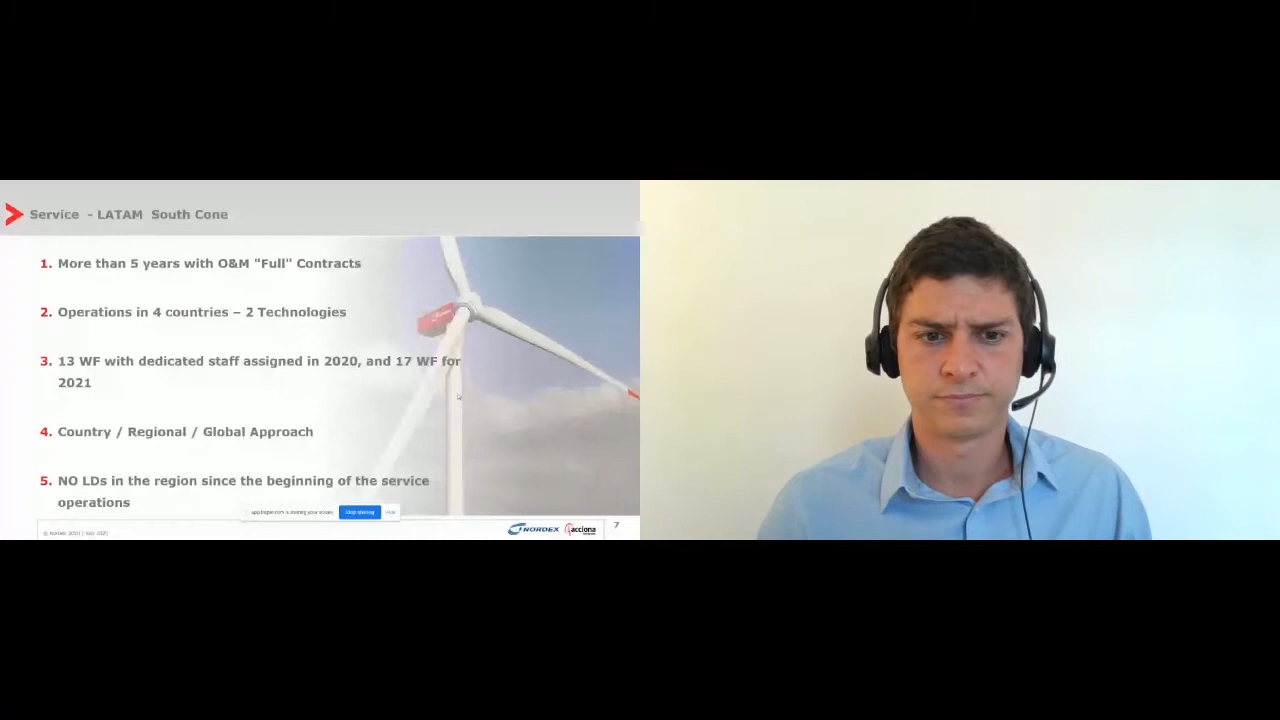 Service - LATAM South Cone
1. More than 5 years with O&M "Full" Contracts
2. Operations in 4 countries – 2 Technologies
3. 13 WF with dedicated staff assigned in 2020, and 17 WF for
2021
4. Country / Regional / Global Approach
5. NO LDs in the region since the beginning of the service
operations
Stop sharing
Hide
NORDEX
acciona
7